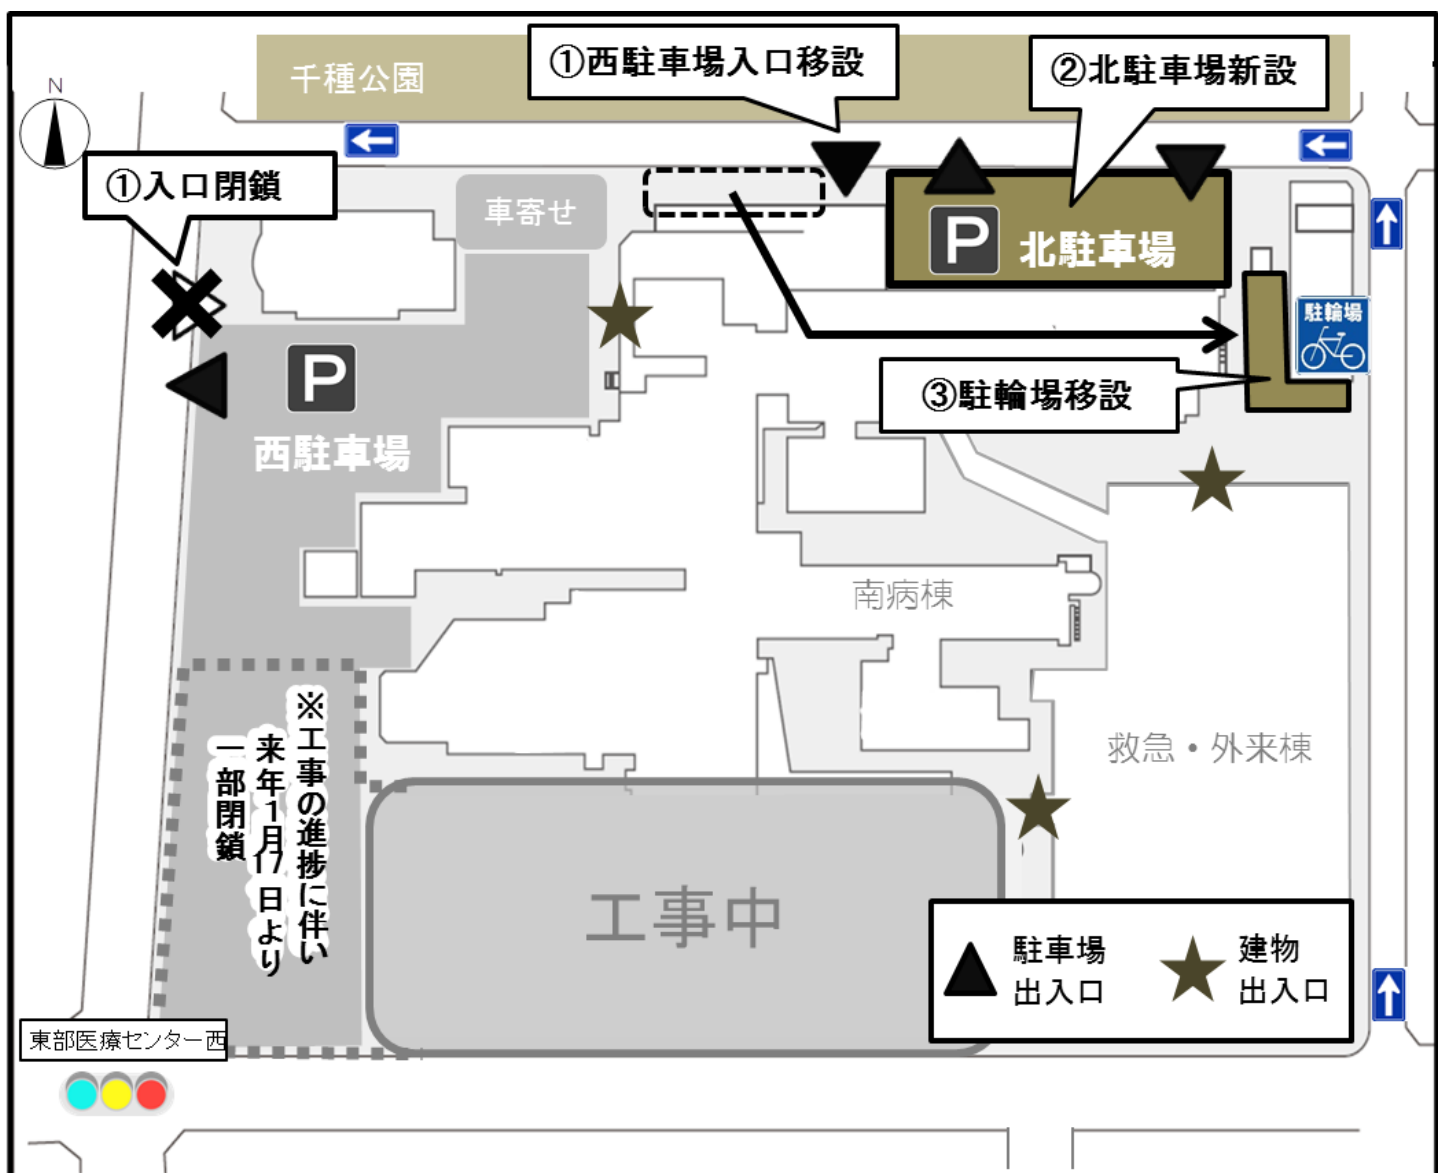 千種公園
①西駐車場入口移設
②北駐車場新設
N
①入口閉鎖
車寄せ
P
北駐車場
駐輪場
P
西駐車場
③駐輪場移設
南病棟
※工事の進捗に伴い
来年1月17日より
一部閉鎖
救急・外来棟
工事中
駐車場
出入口
建物
出入口
東部医療センター西